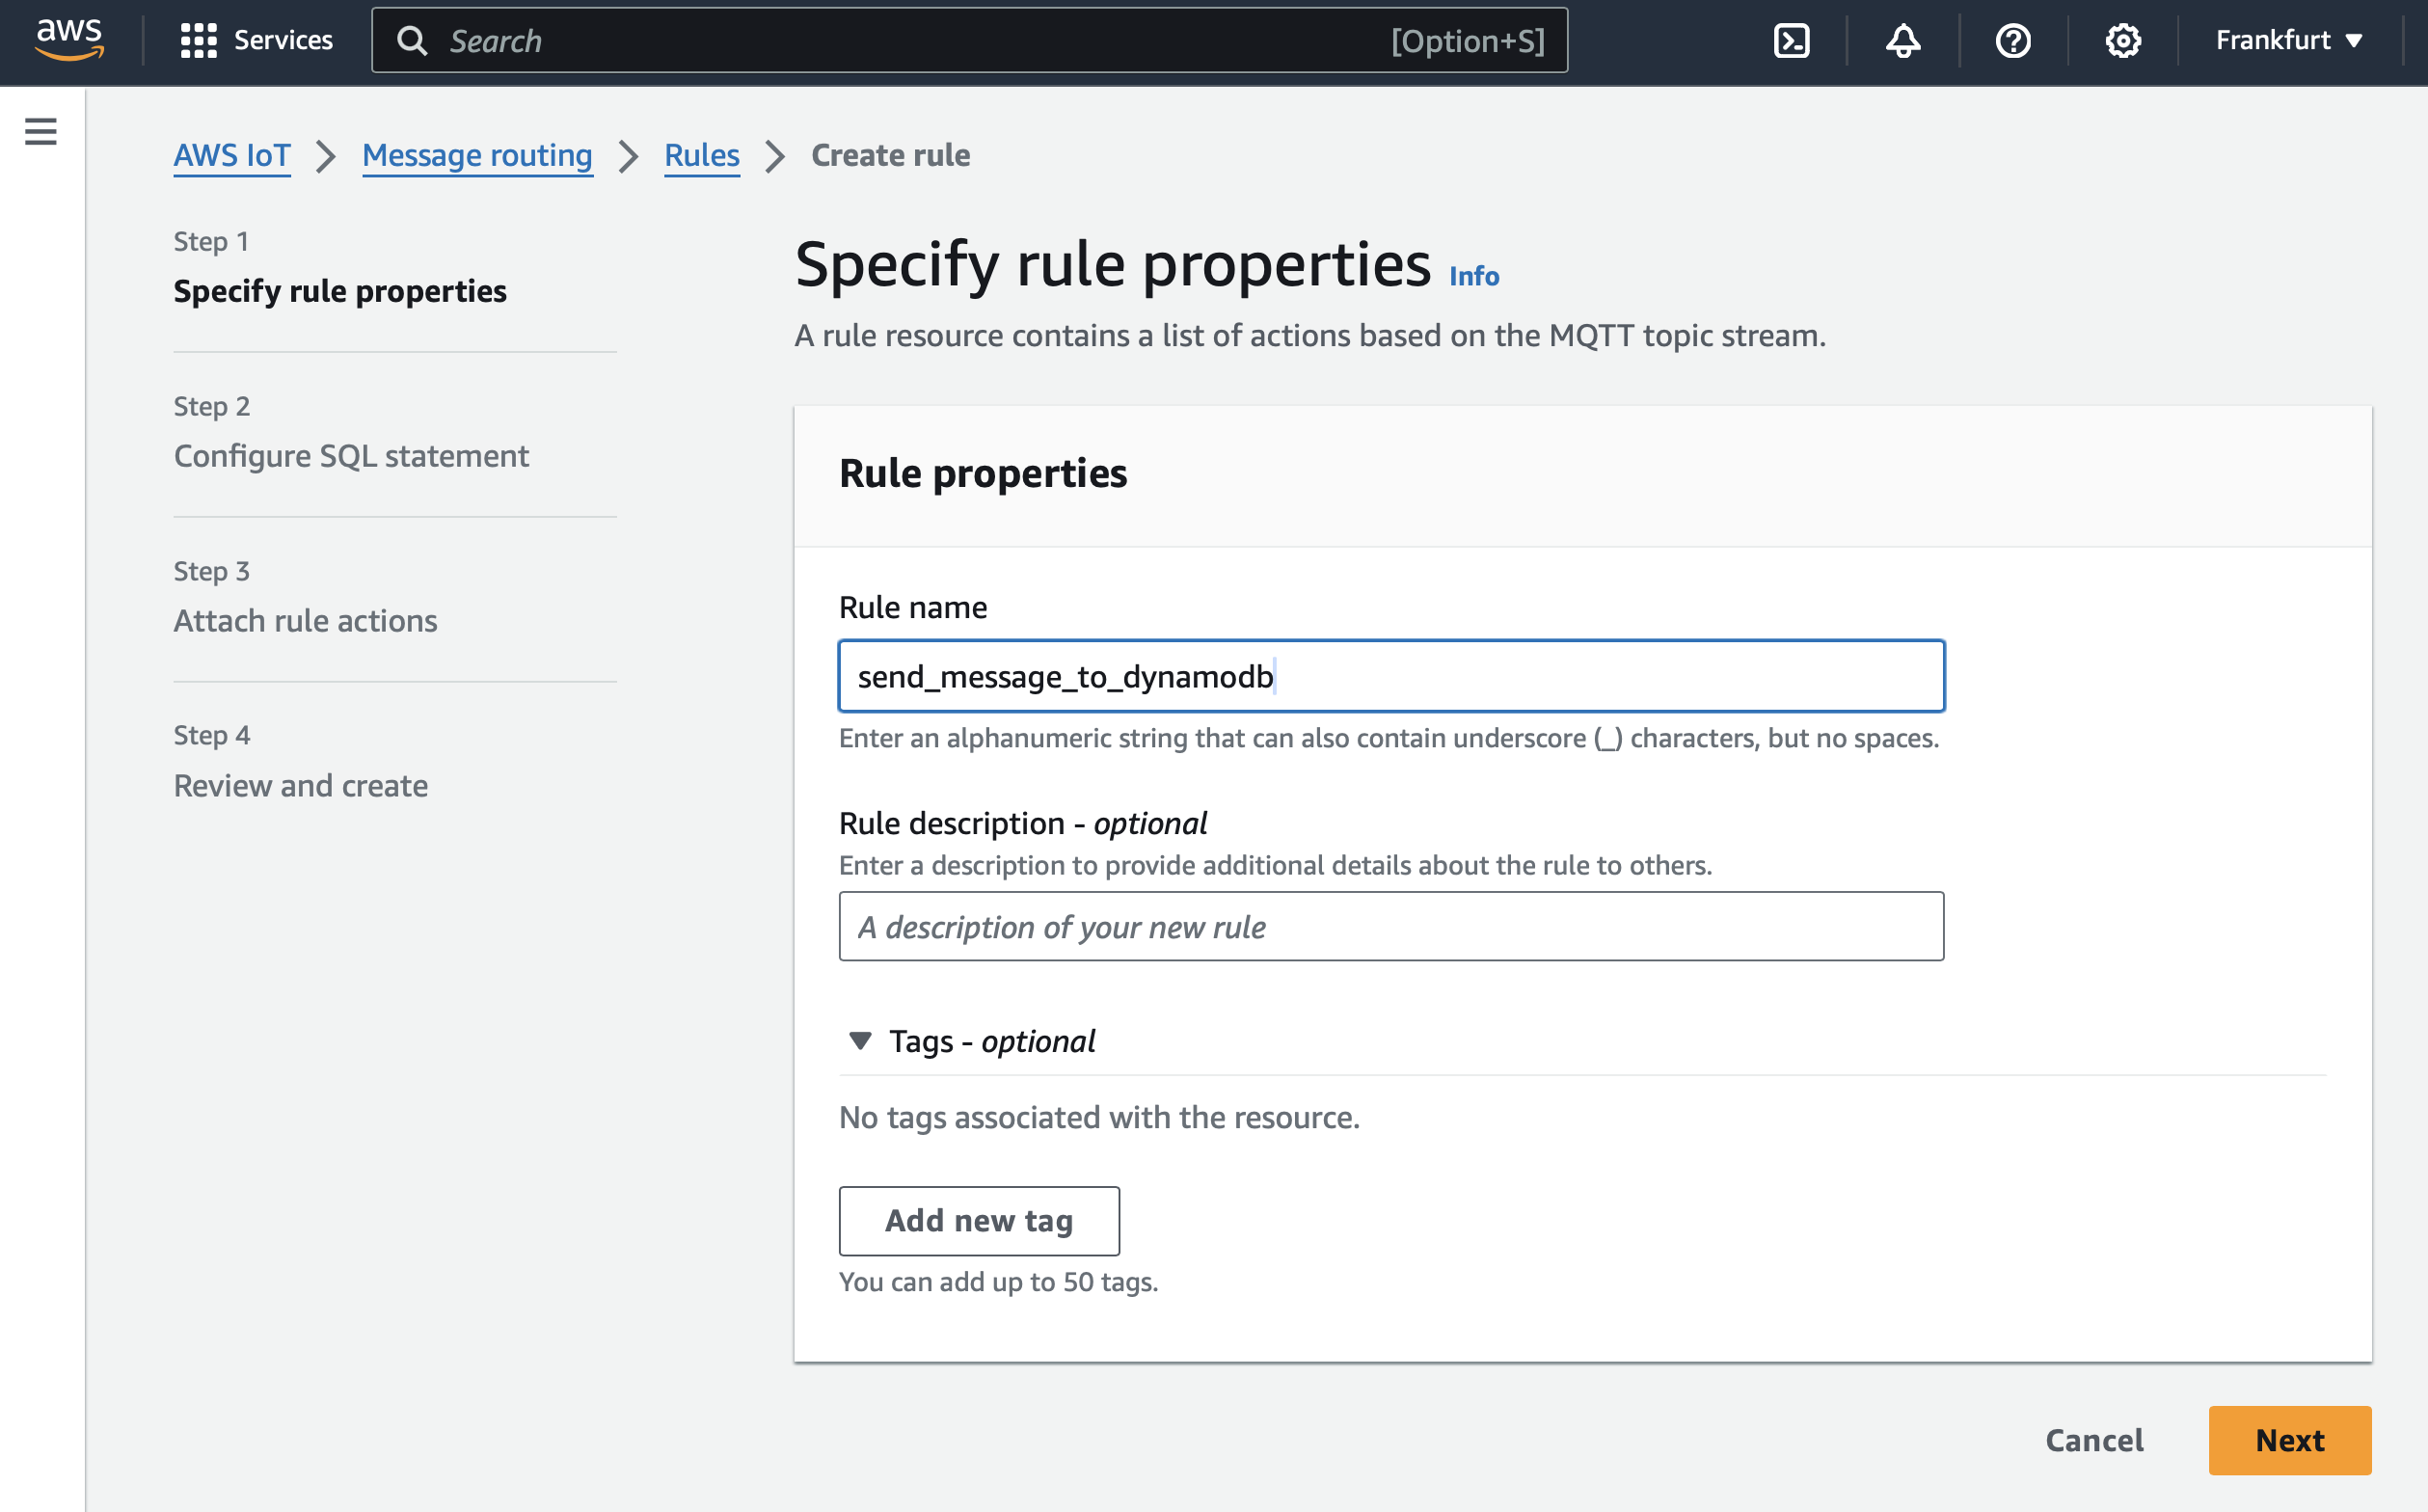 aws
Services
Search
[Option+S]
Frankfurt
AWS IoT
Message routing
Rules
Create rule
Step 1
Specify rule properties
Step 2
Configure SQL statement
Step 3
Attach rule actions
Step 4
Review and create
Specify rule properties Info
A rule resource contains a list of actions based on the MQTT topic stream.
Rule properties
Rule name
send_message_to_dynamodb
Enter an alphanumeric string that can also contain underscore (_) characters, but no spaces.
Rule description - optional
Enter a description to provide additional details about the rule to others.
A description of your new rule
Tags - optional
No tags associated with the resource.
Add new tag
You can add up to 50 tags.
Cancel
Next